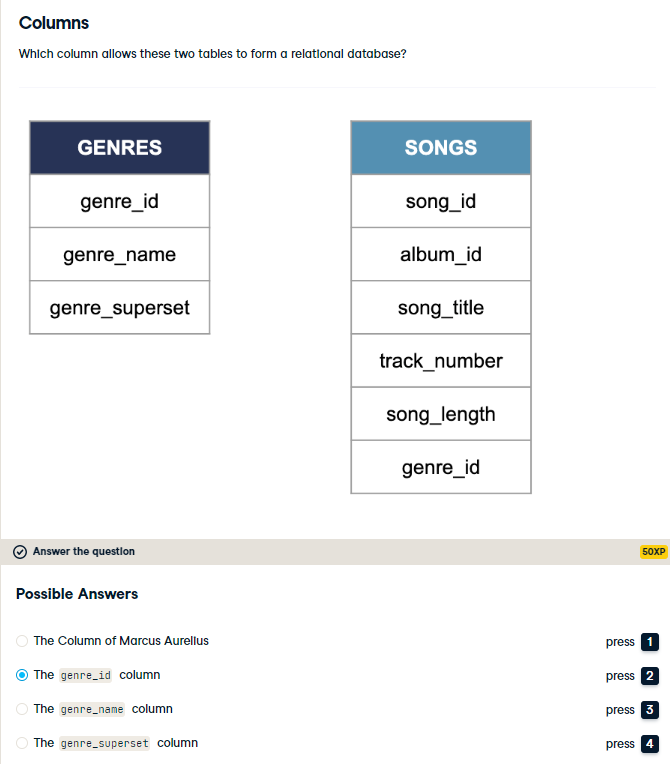 Columns
Which column allows these two tables to form a relational database?
GENRES
genre_id
genre_name
genre_superset
SONGS
song_id
album_id
song_title
track_number
song_length
genre_id
Answer the question
50XP
Possible Answers
The Column of Marcus Aurelius press 1
The genre_id column press 2
The genre_name column press 3
The genre_superset column press 4